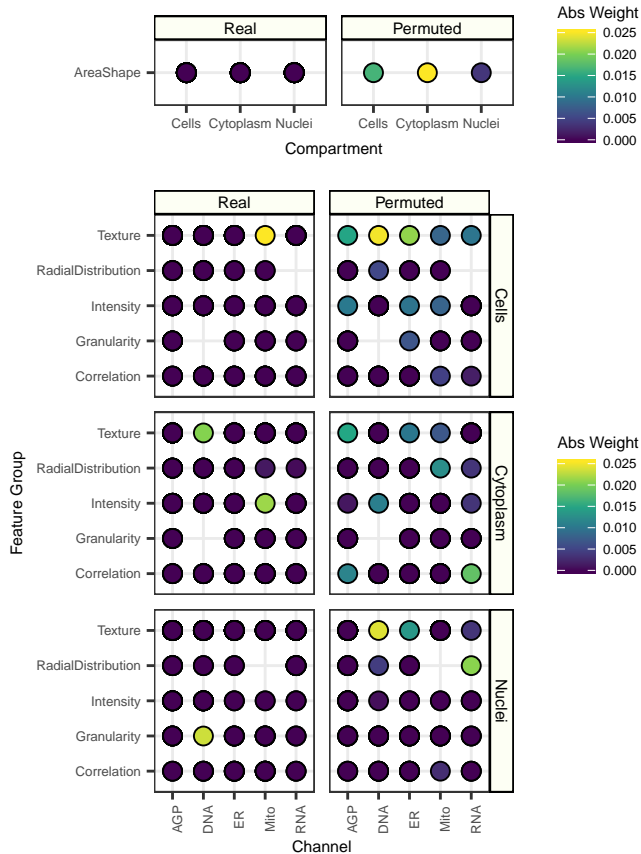 Real Permuted
AreaShape
Cells Cytoplasm Nuclei Cells Cytoplasm Nuclei
Compartment
Abs Weight
0.025
0.020
0.015
0.010
0.005
0.000
Real Permuted
Feature Group
Texture
RadialDistribution
Intensity
Granularity
Correlation
Cells
Texture
RadialDistribution
Intensity
Granularity
Correlation
Cytoplasm
Texture
RadialDistribution
Intensity
Granularity
Correlation
Nuclei
AGP DNA ER Mito RNA AGP DNA ER Mito RNA
Channel
Abs Weight
0.025
0.020
0.015
0.010
0.005
0.000